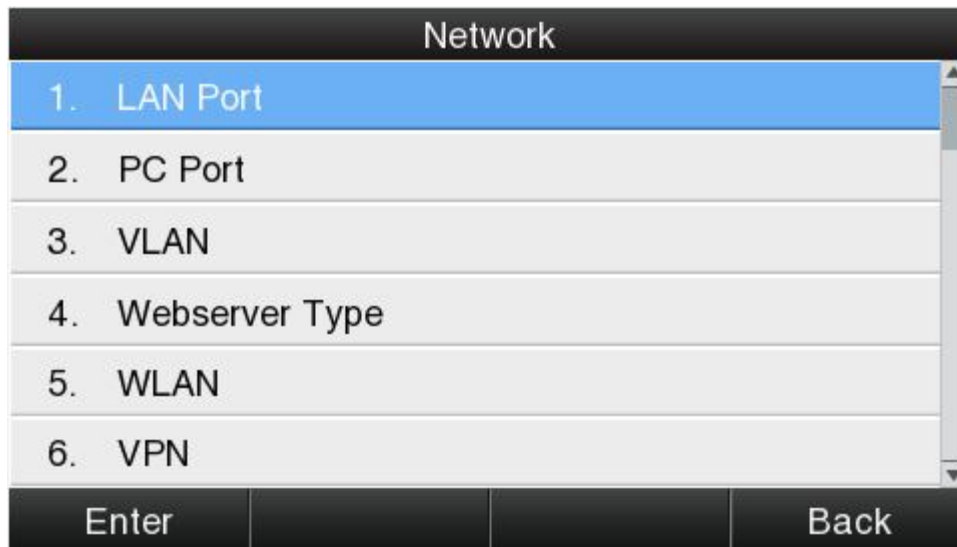 Network
1. LAN Port
2. PC Port
3. VLAN
4. Webserver Type
5. WLAN
6. VPN
Enter Back